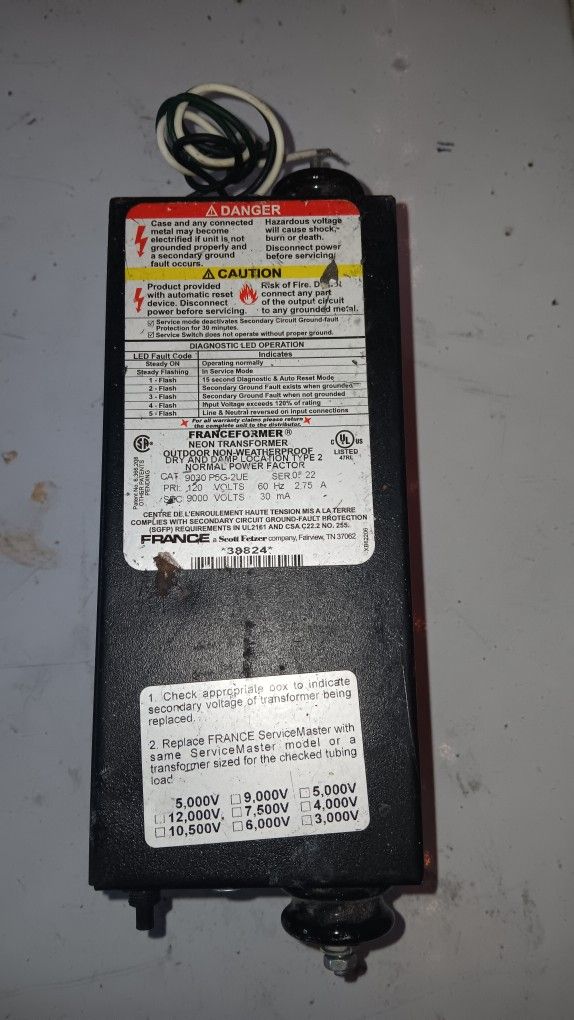 ⚠ DANGER
Case and any connected
metal may become
electrified if unit is not
grounded properly and
a secondary ground
fault occurs.
Hazardous voltage
will cause shock,
burn or death.
Disconnect power
before servicing
⚠ CAUTION
Product provided
with automatic reset
device. Disconnect
power before servicing.
Risk of Fire.
connect any part
of the output circuit
to any grounded metal.
☑ Service mode deactivates Secondary Circuit Ground-fault
Protection for 30 minutes.
☑ Service Switch does not operate without proper ground.
DIAGNOSTIC LED OPERATION
LED Fault Code Indicates
Steady ON Operating normally
Steady Flashing In Service Mode
1 - Flash 15 second Diagnostic & Auto Reset Mode
2 - Flash Secondary Ground Fault exists when grounded
3 - Flash Secondary Ground Fault when not grounded
4 - Flash Input Voltage exceeds 120% of rating
5 - Flash Line & Neutral reversed on input connections
For all warranty claims please return
the complete unit to the distributor.
FRANCEFORMER®
NEON TRANSFORMER
OUTDOOR NON-WEATHERPROOF
DRY AND DAMP LOCATION TYPE 2
NORMAL POWER FACTOR
Patent No. 6,366,208
OTHER PATENTS
PENDING
c UL us
LISTED
47RL
CAT 9030 P5G-2UE SER 22
PRI: 120 VOLTS 60 Hz 2.75 A
SEC 9000 VOLTS 30 mA
CENTRE DE L'ENROULEMENT HAUTE TENSION MIS A LA TERRE
COMPLIES WITH SECONDARY CIRCUIT GROUND-FAULT PROTECTION
(SGFP) REQUIREMENTS IN UL2161 AND CSA C22.2 NO. 255.
FRANCE a Scott Fetzer company, Fairview, TN 37062
*38824*
1. Check appropriate box to indicate
secondary voltage of transformer being
replaced.
2. Replace FRANCE ServiceMaster with
same ServiceMaster model or a
transformer sized for the checked tubing
load
5,000V ☐ 9,000V ☐ 5,000V
☐ 12,000V ☐ 7,500V ☐ 4,000V
☐ 10,500V ☐ 6,000V ☐ 3,000V